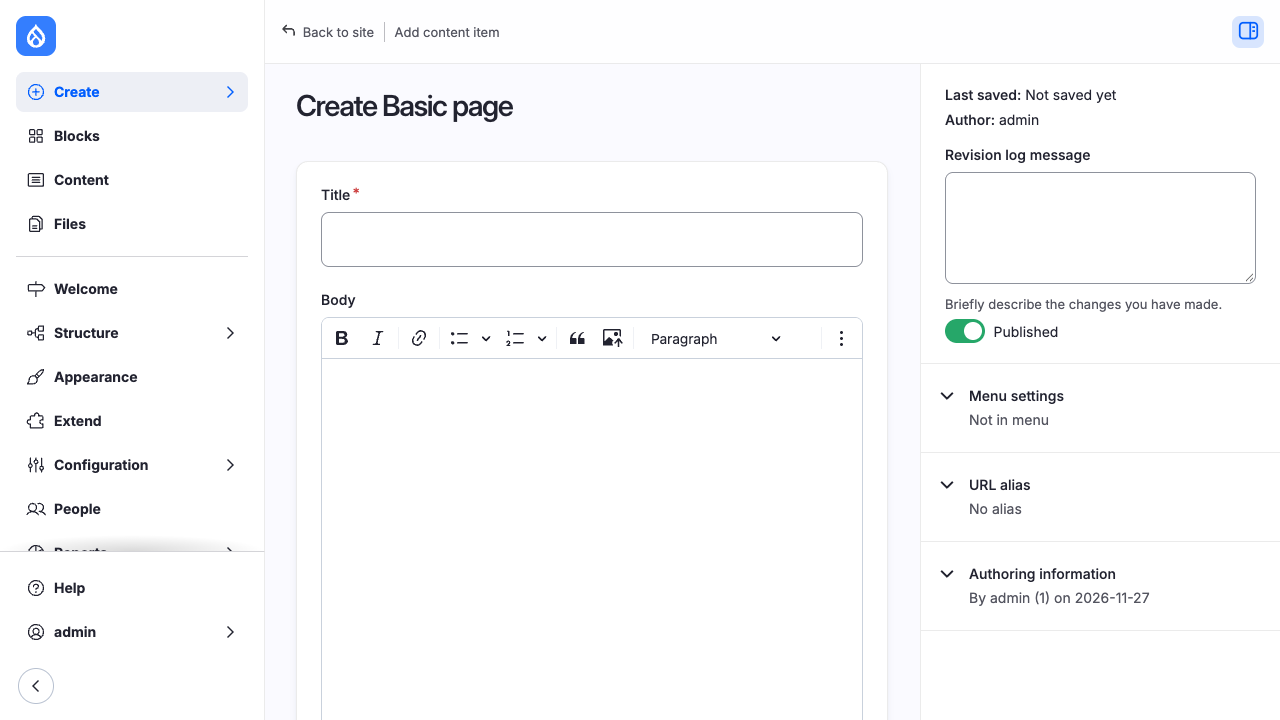 Create
Blocks
Content
Files
Welcome
Structure
Appearance
Extend
Configuration
People
Reports
Help
admin
Back to site
Add content item
Create Basic page
Title *
Body
Paragraph
Last saved: Not saved yet
Author: admin
Revision log message
Briefly describe the changes you have made.
Published
Menu settings
Not in menu
URL alias
No alias
Authoring information
By admin (1) on 2026-11-27